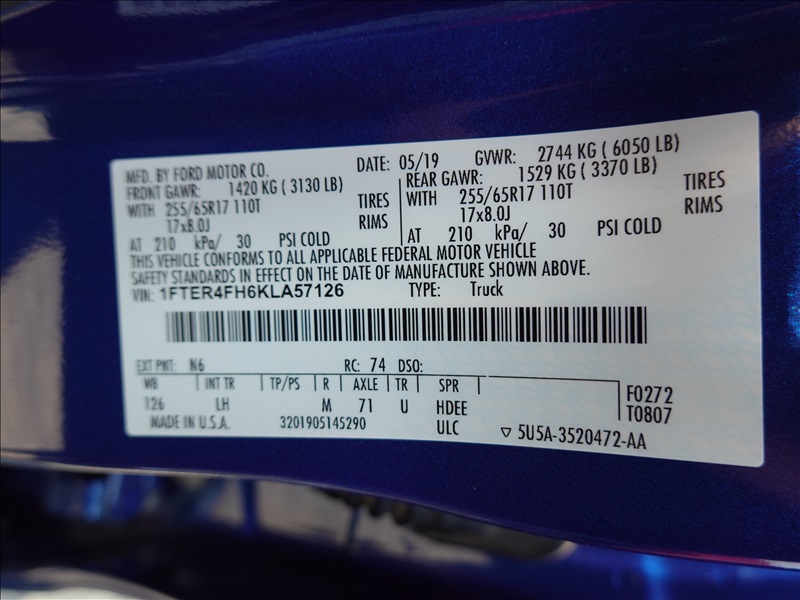 MFD. BY FORD MOTOR CO. DATE: 05/19 GVWR: 2744 KG ( 6050 LB)
FRONT GAWR: 1420 KG ( 3130 LB) REAR GAWR: 1529 KG ( 3370 LB)
WITH 255/65R17 110T TIRES WITH 255/65R17 110T TIRES
17x8.0J RIMS 17x8.0J RIMS
AT 210 kPa/ 30 PSI COLD AT 210 kPa/ 30 PSI COLD
THIS VEHICLE CONFORMS TO ALL APPLICABLE FEDERAL MOTOR VEHICLE
SAFETY STANDARDS IN EFFECT ON THE DATE OF MANUFACTURE SHOWN ABOVE.
VIN: 1FTER4FH6KLA57126 TYPE: Truck
EXT PNT: N6 RC: 74 DSO:
WB INT TR TP/PS R AXLE TR SPR
126 LH M 71 U HDEE F0272
T0807
MADE IN U.S.A. 3201905145290 ULC ▽ 5U5A-3520472-AA